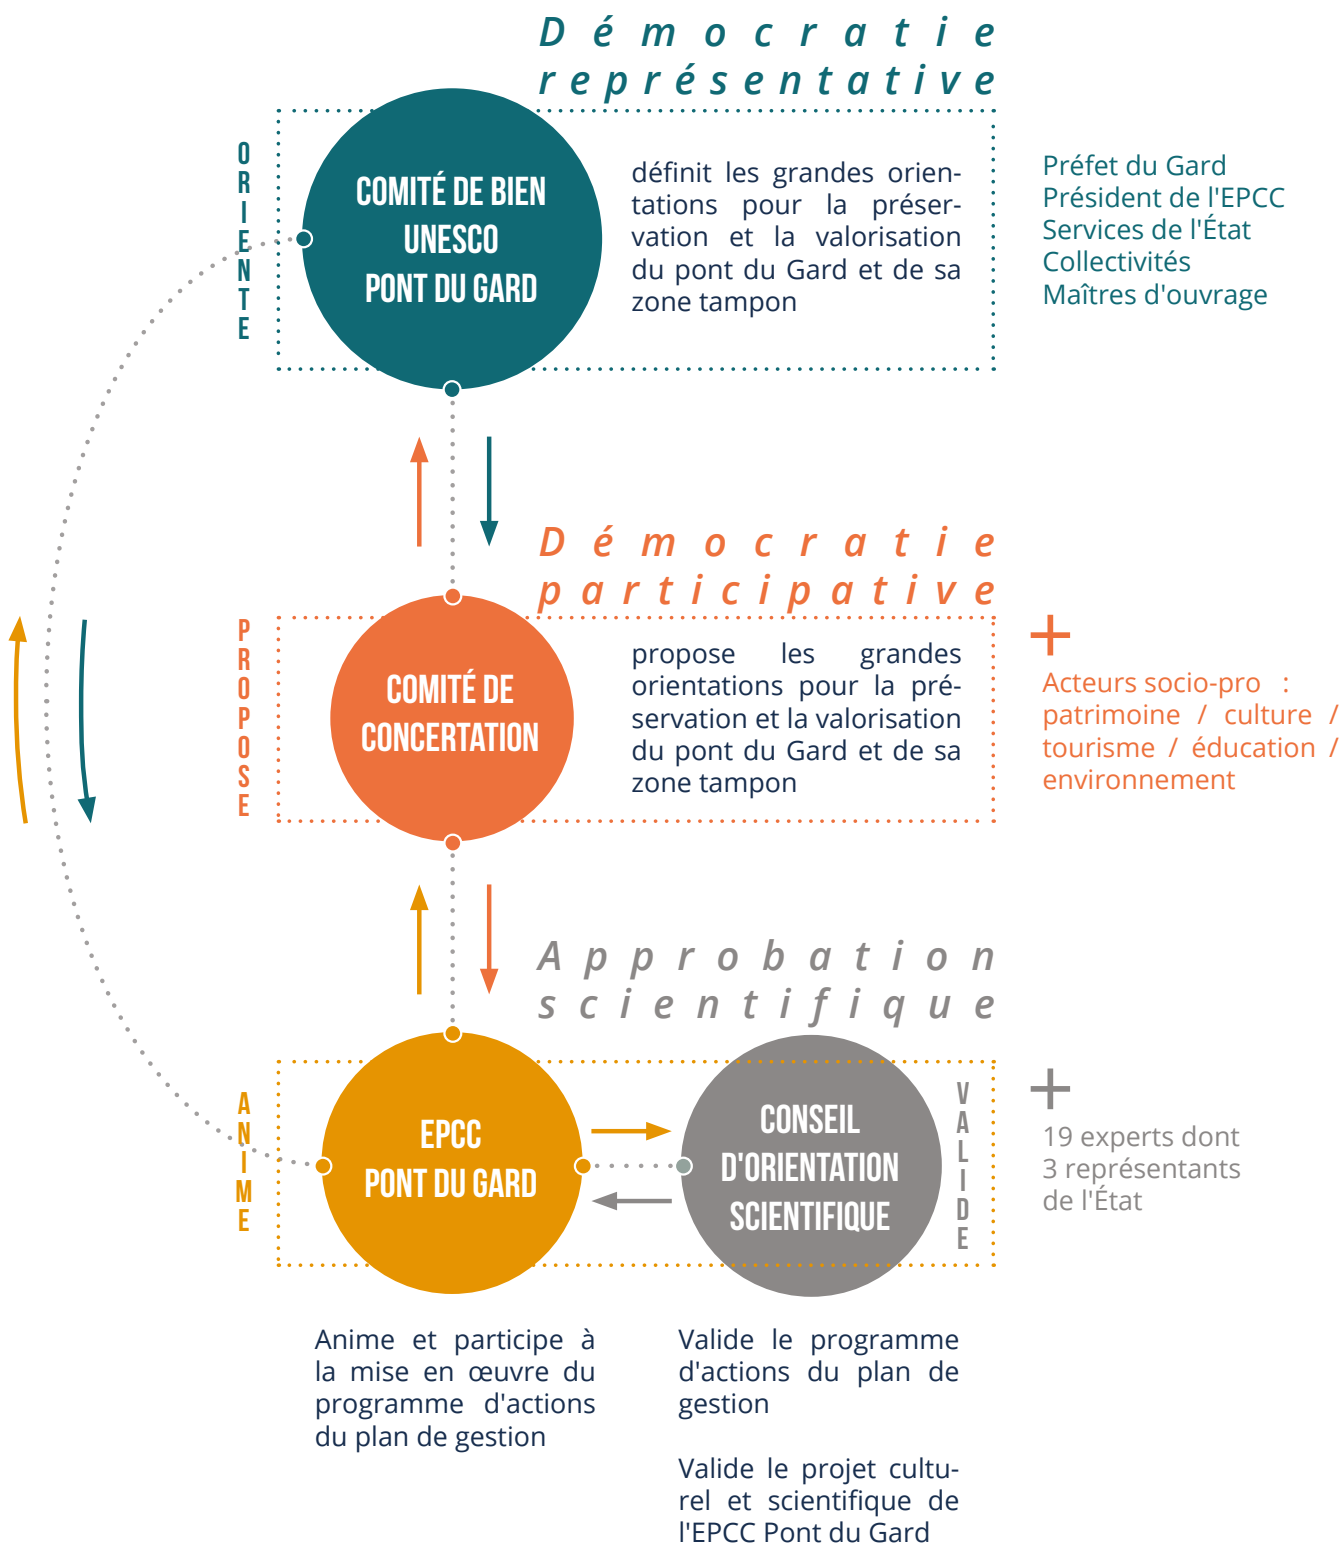 Démocratie
représentative
ORIENTE
COMITÉ DE BIEN
UNESCO
PONT DU GARD
définit les grandes orien-
tations pour la préser-
vation et la valorisation
du pont du Gard et de sa
zone tampon
Préfet du Gard
Président de l'EPCC
Services de l'État
Collectivités
Maîtres d'ouvrage
Démocratie
participative
PROPOSE
COMITÉ DE
CONCERTATION
propose les grandes
orientations pour la pré-
servation et la valorisation
du pont du Gard et de sa
zone tampon
+
Acteurs socio-pro :
patrimoine / culture /
tourisme / éducation /
environnement
Approbation
scientifique
ANIME
EPCC
PONT DU GARD
CONSEIL
D'ORIENTATION
SCIENTIFIQUE
VALIDE
+
19 experts dont
3 représentants
de l'État
Anime et participe à
la mise en œuvre du
programme d'actions
du plan de gestion
Valide le programme
d'actions du plan de
gestion
Valide le projet cultu-
rel et scientifique de
l'EPCC Pont du Gard